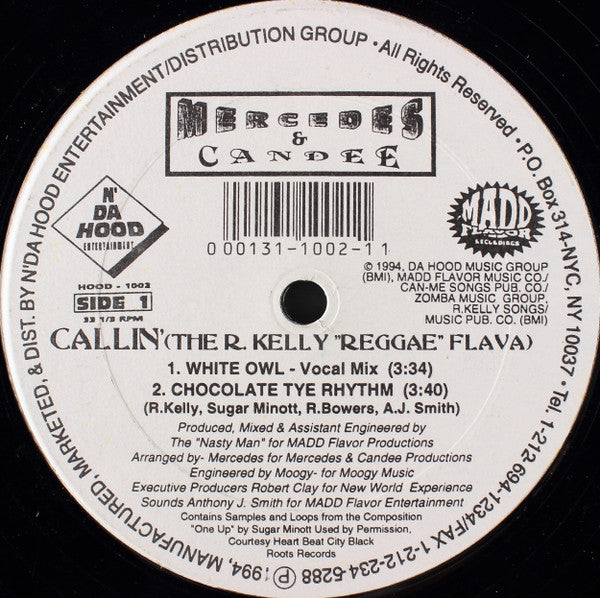 ℗ 1994, MANUFACTURED, MARKETED, & DIST. BY N'DA HOOD ENTERTAINMENT/DISTRIBUTION GROUP • All Rights Reserved • P.O. Box 314-NYC, NY 10037 • Tel. 1-212-694-1234/FAX 1-212-234-5288
MERCEDES
&
CANDEE
N'
DA
HOOD
ENTERTAINMENT
HOOD - 1002
SIDE 1
33 1/3 RPM
0 00131-1002-1 1
MADD
FLAVOR
© 1994, DA HOOD MUSIC GROUP
(BMI), MADD FLAVOR MUSIC CO./
CAN-ME SONGS PUB. CO./
ZOMBA MUSIC GROUP,
R.KELLY SONGS/
MUSIC PUB. CO. (BMI)
CALLIN' (THE R. KELLY "REGGAE" FLAVA)
1. WHITE OWL - Vocal Mix (3:34)
2. CHOCOLATE TYE RHYTHM (3:40)
(R.Kelly, Sugar Minott, R.Bowers, A.J. Smith)
Produced, Mixed & Assistant Engineered by
The "Nasty Man" for MADD Flavor Productions
Arranged by- Mercedes for Mercedes & Candee Productions
Engineered by Moogy- for Moogy Music
Executive Producers Robert Clay for New World Experience
Sounds Anthony J. Smith for MADD Flavor Entertainment
Contains Samples and Loops from the Composition
"One Up" by Sugar Minott Used by Permission,
Courtesy Heart Beat City Black
Roots Records